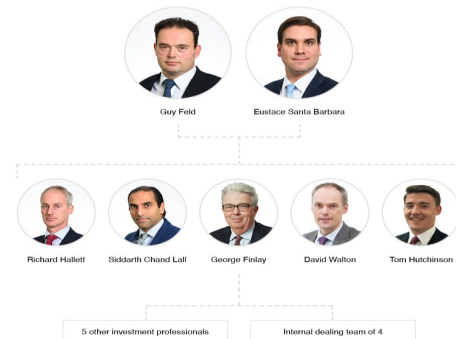 Guy Feld
Eustace Santa Barbara
Richard Hallett
Siddarth Chand Lall
George Finlay
David Walton
Tom Hutchinson
5 other investment professionals
Internal dealing team of 4